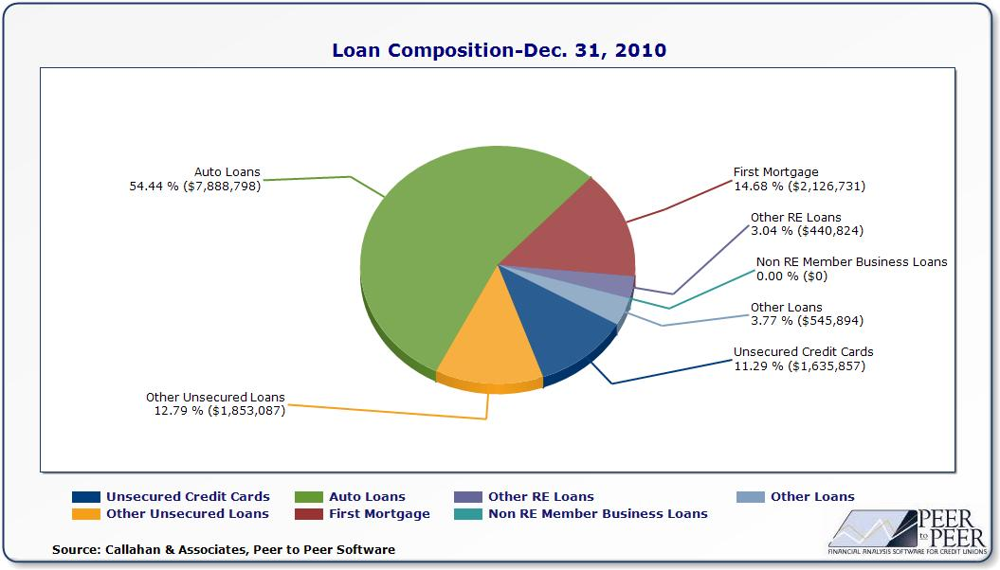 Loan Composition-Dec. 31, 2010
Auto Loans
54.44 % ($7,888,798)
First Mortgage
14.68 % ($2,126,731)
Other RE Loans
3.04 % ($440,824)
Non RE Member Business Loans
0.00 % ($0)
Other Loans
3.77 % ($545,894)
Unsecured Credit Cards
11.29 % ($1,635,857)
Other Unsecured Loans
12.79 % ($1,853,087)
Unsecured Credit Cards
Auto Loans
Other RE Loans
Other Loans
Other Unsecured Loans
First Mortgage
Non RE Member Business Loans
Source: Callahan & Associates, Peer to Peer Software
PEER
to PEER
FINANCIAL ANALYSIS SOFTWARE FOR CREDIT UNIONS